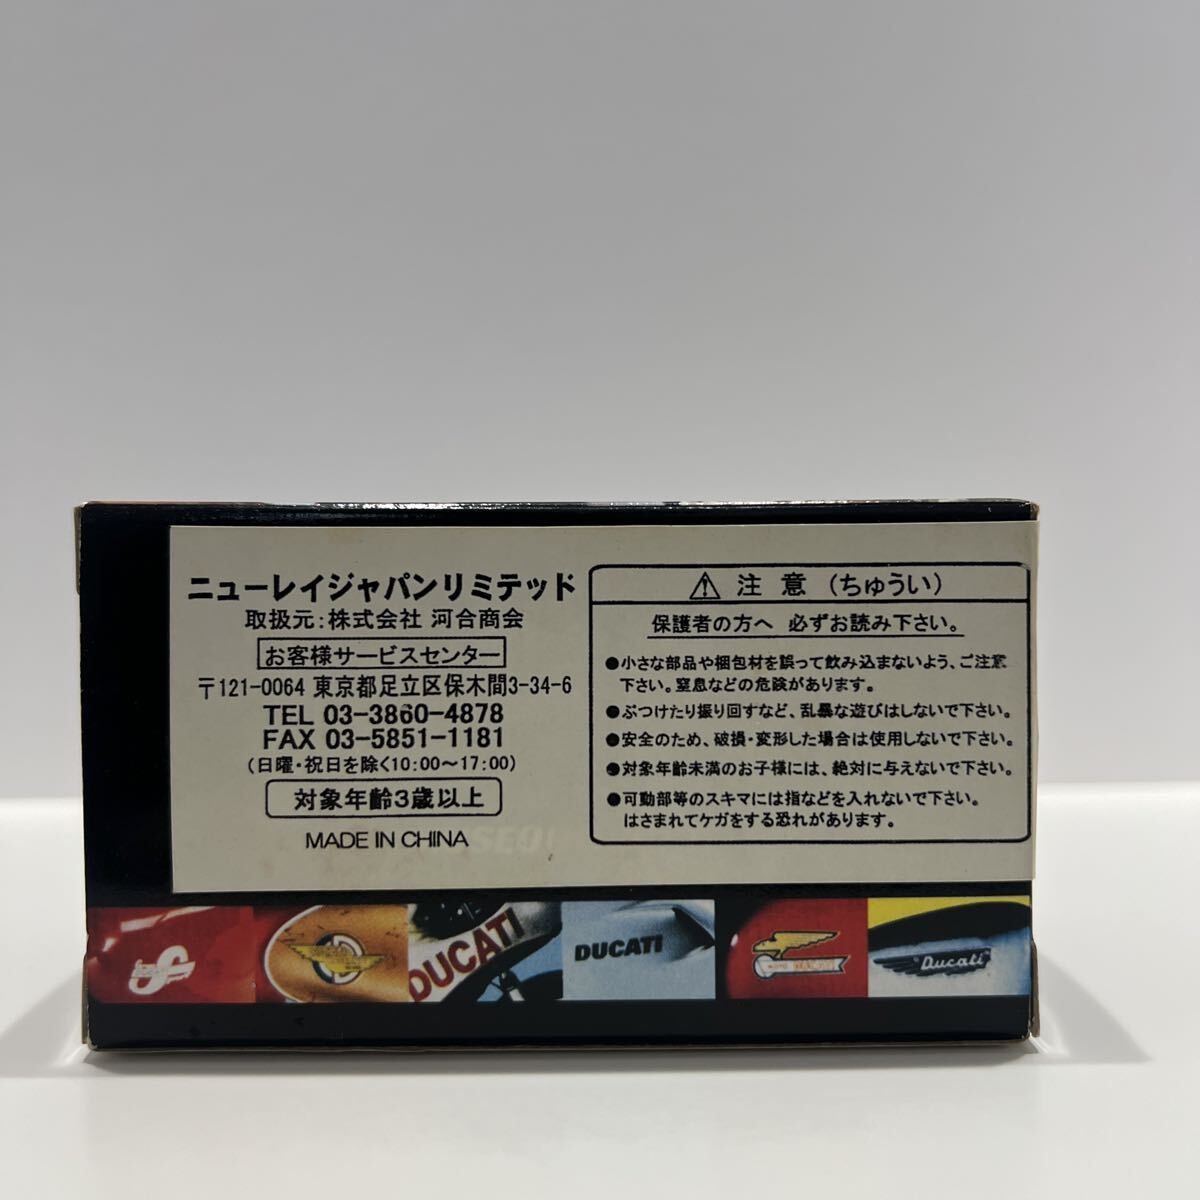 ニューレイジャパンリミテッド
取扱元:株式会社 河合商会
お客様サービスセンター
〒121-0064 東京都足立区保木間3-34-6
TEL 03-3860-4878
FAX 03-5851-1181
(日曜・祝日を除く10:00〜17:00)
対象年齢3歳以上
MADE IN CHINA
⚠ 注 意 (ちゅうい)
保護者の方へ 必ずお読み下さい。
●小さな部品や梱包材を誤って飲み込まないよう、ご注意
下さい。窒息などの危険があります。
●ぶつけたり振り回すなど、乱暴な遊びはしないで下さい。
●安全のため、破損・変形した場合は使用しないで下さい。
●対象年齢未満のお子様には、絶対に与えないで下さい。
●可動部等のスキマには指などを入れないで下さい。
はさまれてケガをする恐れがあります。
DUCATI
DUCATI
Ducati